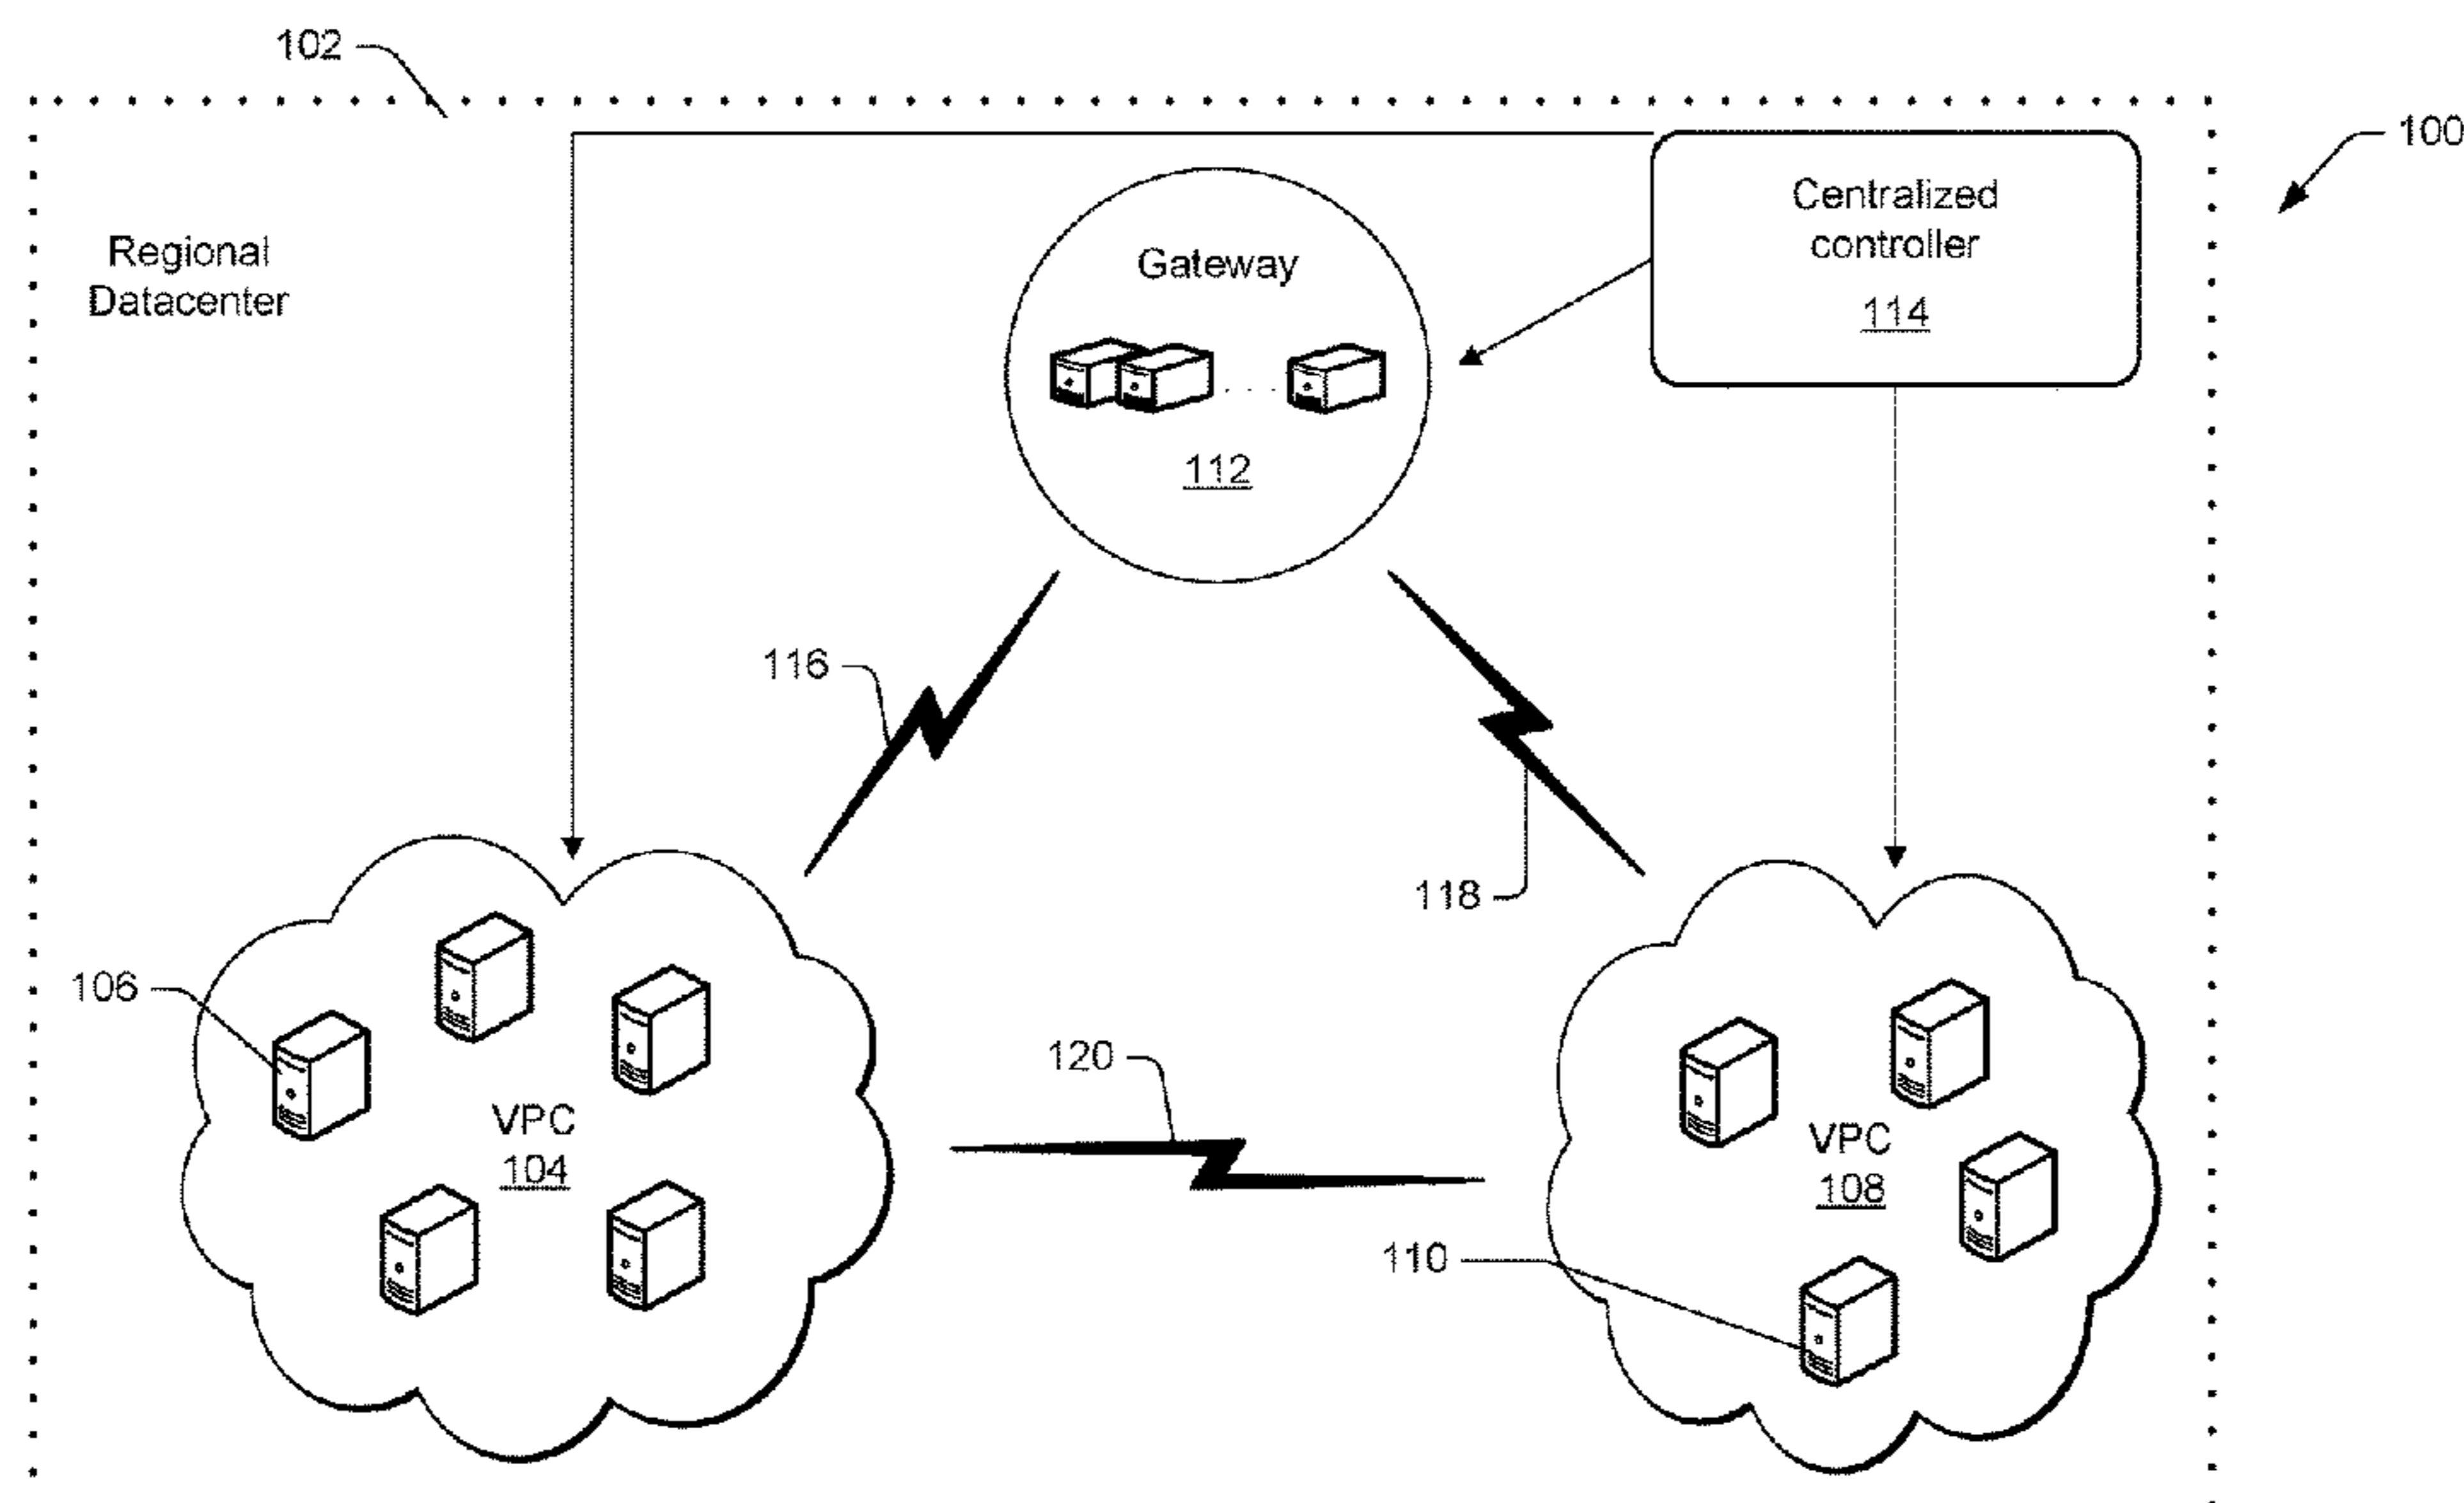 102
100
Regional
Datacenter
Gateway
112
Centralized
controller
114
116
118
106
VPC
104
120
VPC
108
110